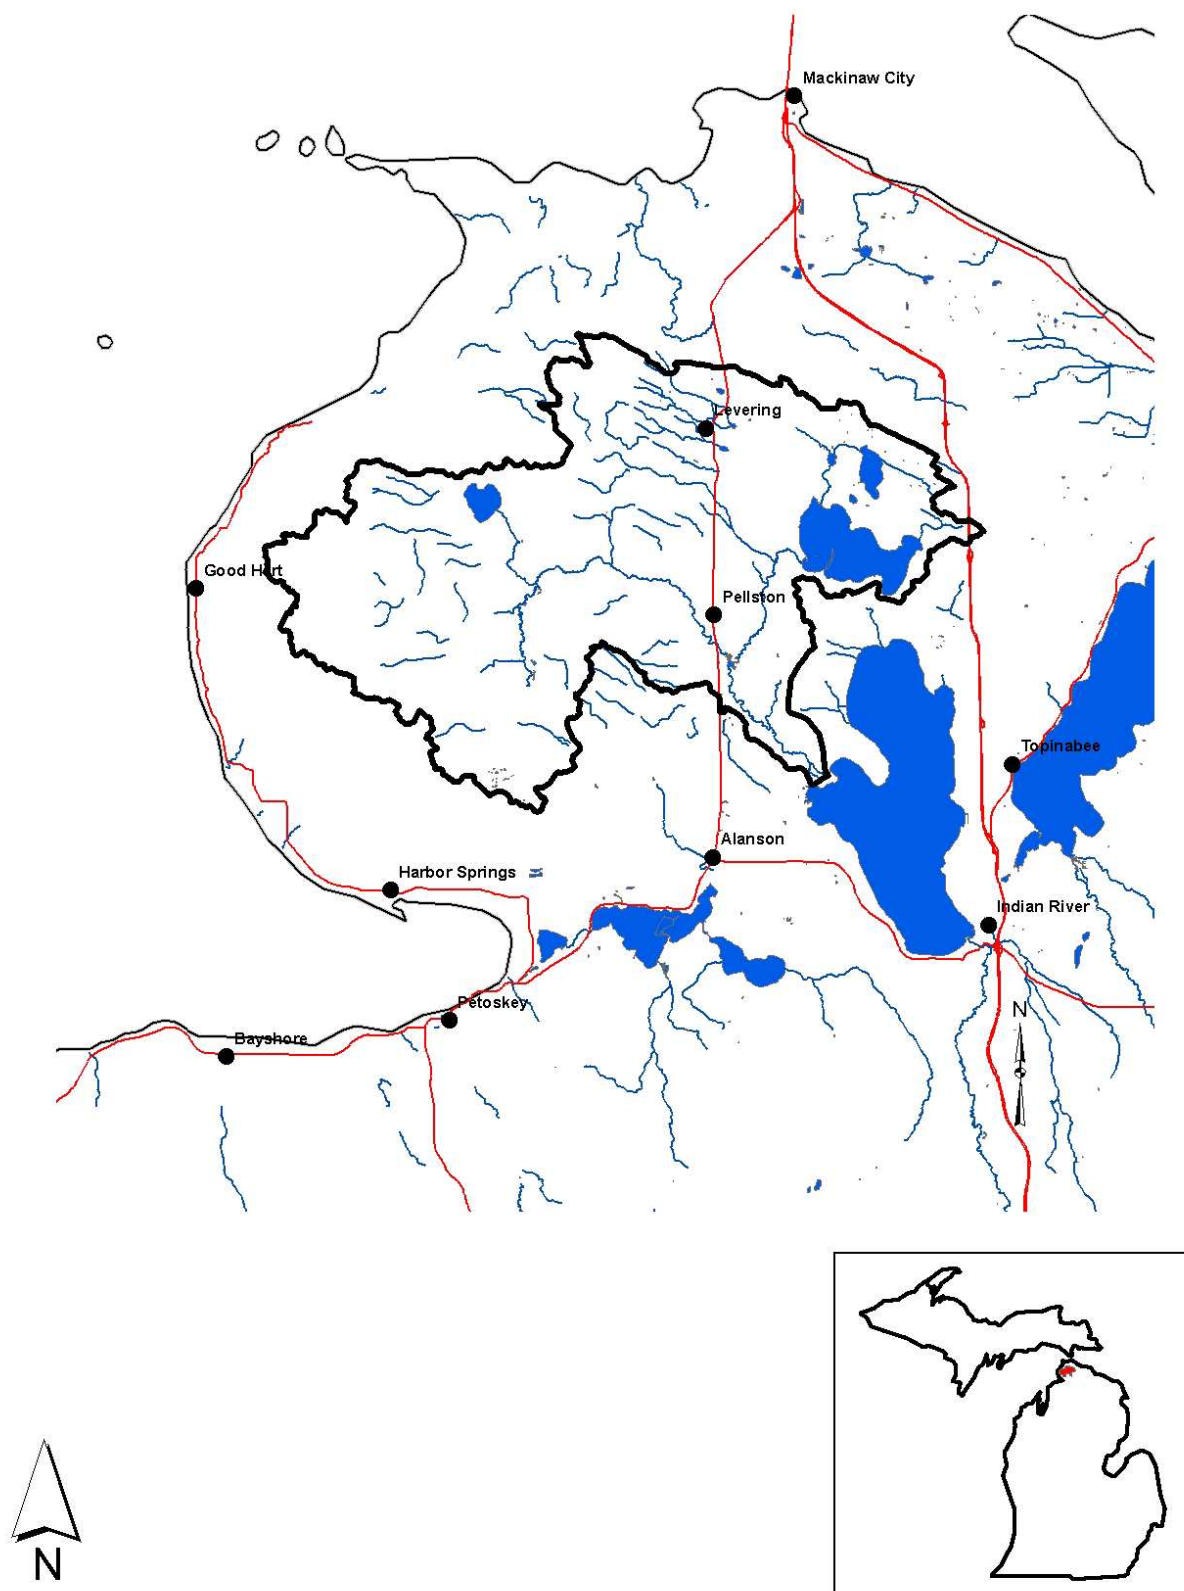 Mackinaw City
Levering
Good Hart
Pellston
Topinabee
Alanson
Harbor Springs
Indian River
Petoskey
N
Bayshore
N